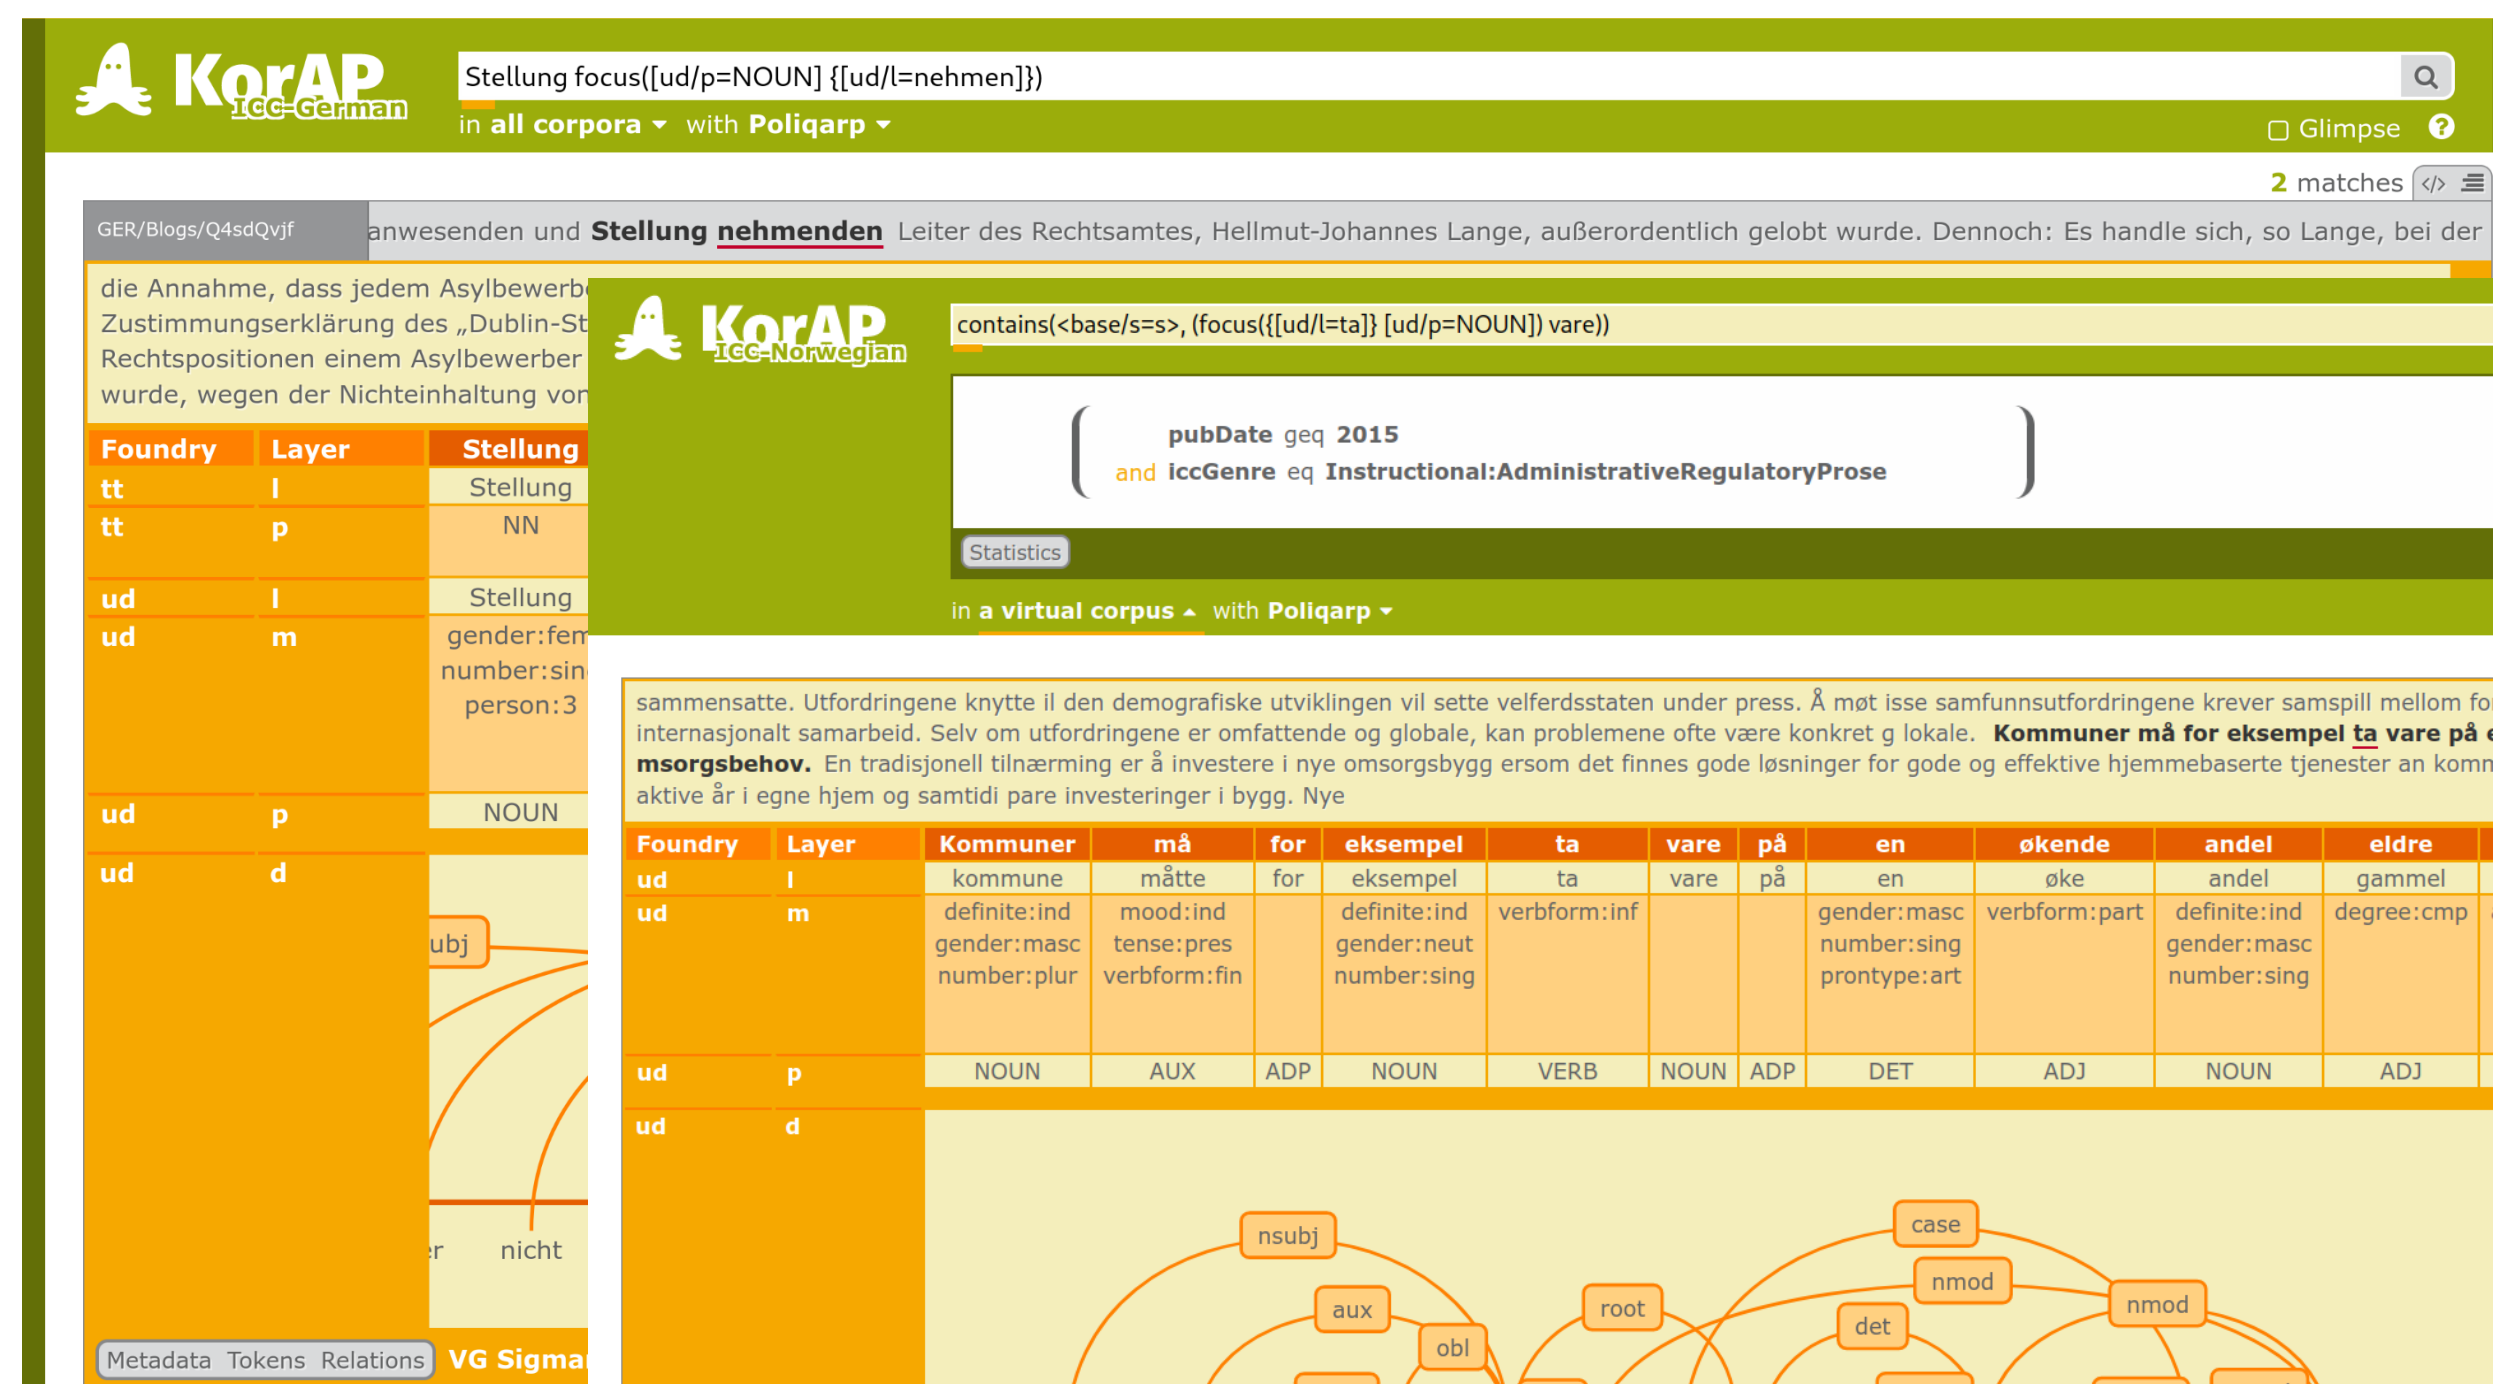 KorAP
ICC-German
Stellung focus([ud/p=NOUN] {[ud/l=nehmen]})
in all corpora with Poliqarp
Glimpse ?
2 matches </>
GER/Blogs/Q4sdQvjf anwesenden und Stellung nehmenden Leiter des Rechtsamtes, Hellmut-Johannes Lange, außerordentlich gelobt wurde. Dennoch: Es handle sich, so Lange, bei der
die Annahme, dass jedem Asylbewerbe
Zustimmungserklärung des „Dublin-St
Rechtspositionen einem Asylbewerber
wurde, wegen der Nichteinhaltung von
Foundry Layer Stellung
tt l Stellung
tt p NN
ud l Stellung
ud m gender:fem
number:sin
person:3
ud p NOUN
ud d
ubj
er nicht
Metadata Tokens Relations VG Sigma
KorAP
ICC-Norwegian
contains(<base/s=s>, (focus({[ud/l=ta]} [ud/p=NOUN]) vare))
pubDate geq 2015
and iccGenre eq Instructional:AdministrativeRegulatoryProse
Statistics
in a virtual corpus with Poliqarp
sammensatte. Utfordringene knytte il den demografiske utviklingen vil sette velferdsstaten under press. Å møt isse samfunnsutfordringene krever samspill mellom fo
internasjonalt samarbeid. Selv om utfordringene er omfattende og globale, kan problemene ofte være konkret g lokale. Kommuner må for eksempel ta vare på e
msorgsbehov. En tradisjonell tilnærming er å investere i nye omsorgsbygg ersom det finnes gode løsninger for gode og effektive hjemmebaserte tjenester an komm
aktive år i egne hjem og samtidi pare investeringer i bygg. Nye
Foundry Layer Kommuner må for eksempel ta vare på en økende andel eldre
ud l kommune måtte for eksempel ta vare på en øke andel gammel
ud m definite:ind mood:ind definite:ind verbform:inf gender:masc verbform:part definite:ind degree:cmp
gender:masc tense:pres gender:neut number:sing gender:masc
number:plur verbform:fin number:sing prontype:art number:sing
ud p NOUN AUX ADP NOUN VERB NOUN ADP DET ADJ NOUN ADJ
ud d
case
nsubj
nmod
nmod
root
aux
det
obl